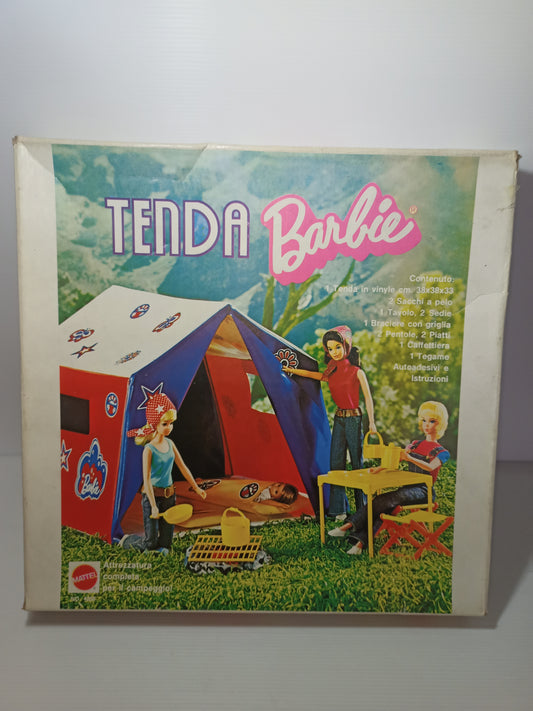 TENDA Barbie®
Contenuto:
1 Tenda in vinyle cm. 38x38x33
2 Sacchi a pelo
1 Tavolo, 2 Sedie
1 Braciere con griglia
2 Pentole, 2 Piatti
1 Caffettiera
1 Tegame
Autoadesivi e
istruzioni
Barbie
Attrezzatura
completa
per il campeggio!
MATTEL